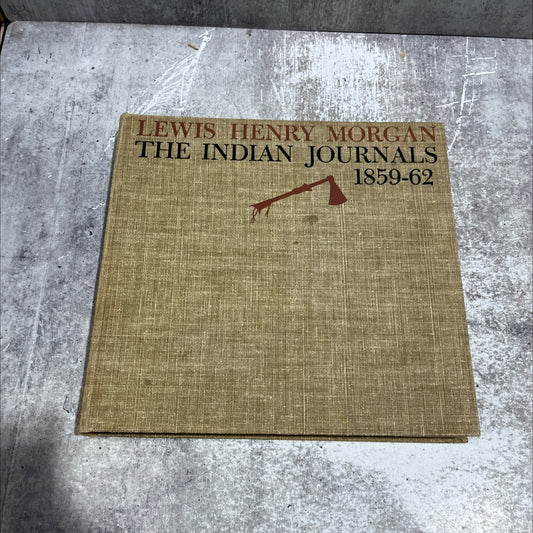 LEWIS HENRY MORGAN
THE INDIAN JOURNALS
1859-62